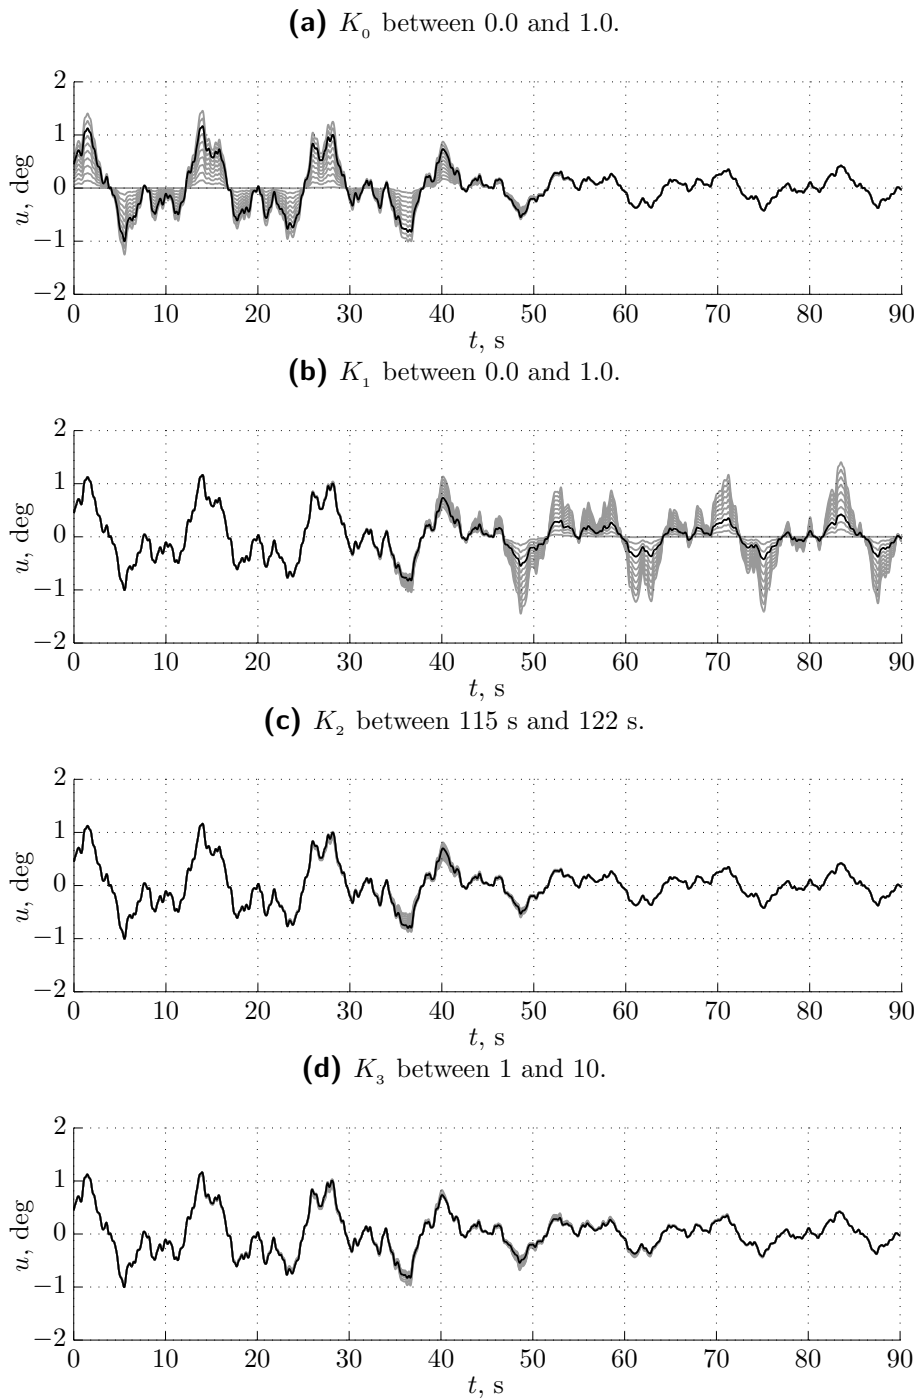 (a) K₀ between 0.0 and 1.0.
2
1
0
−1
−2
u, deg
0 10 20 30 40 50 60 70 80 90
t, s
(b) K₁ between 0.0 and 1.0.
2
1
0
−1
−2
u, deg
0 10 20 30 40 50 60 70 80 90
t, s
(c) K₂ between 115 s and 122 s.
2
1
0
−1
−2
u, deg
0 10 20 30 40 50 60 70 80 90
t, s
(d) K₃ between 1 and 10.
2
1
0
−1
−2
u, deg
0 10 20 30 40 50 60 70 80 90
t, s